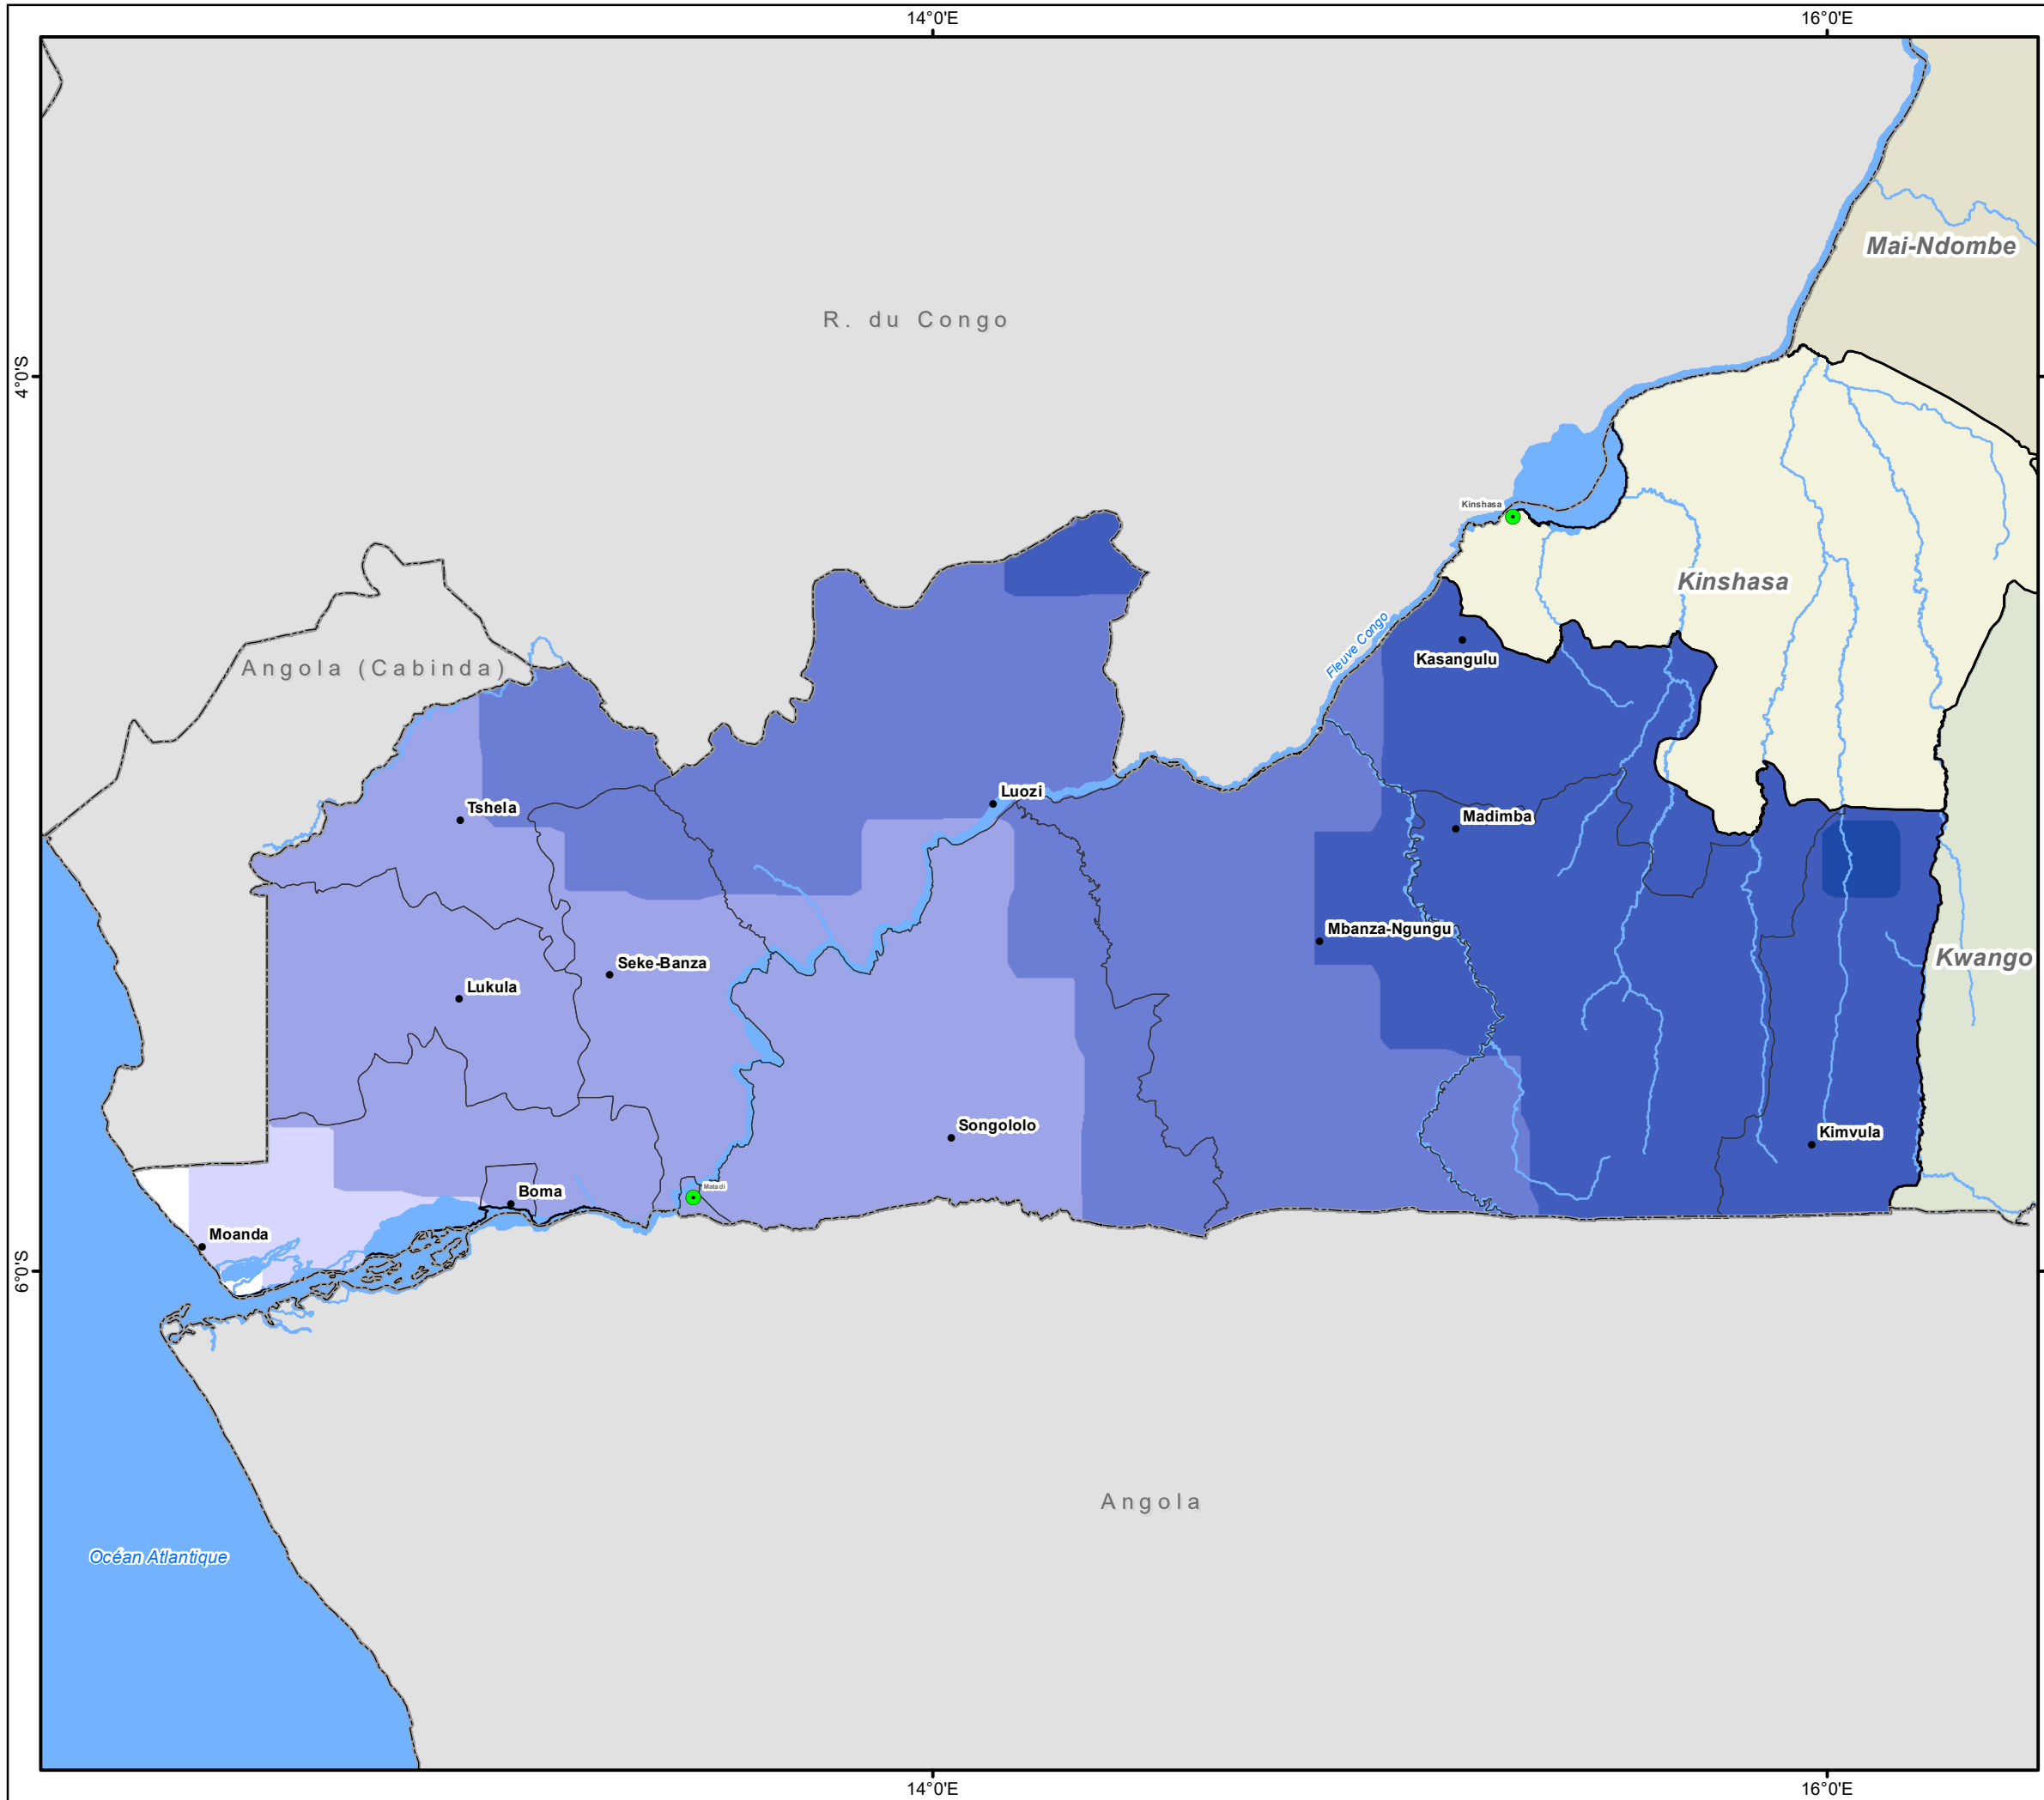 14°0'E
16°0'E
Mai-Ndombe
R. du Congo
4°0'S
Kinshasa
Kinshasa
Fleuve Congo
Kasangulu
Angola (Cabinda)
Luozi
Tshela
Madimba
Mbanza-Ngungu
Kwango
Seke-Banza
Lukula
Songololo
Kimvula
Matadi
Boma
Moanda
6°0'S
Angola
Océan Atlantique
14°0'E
16°0'E